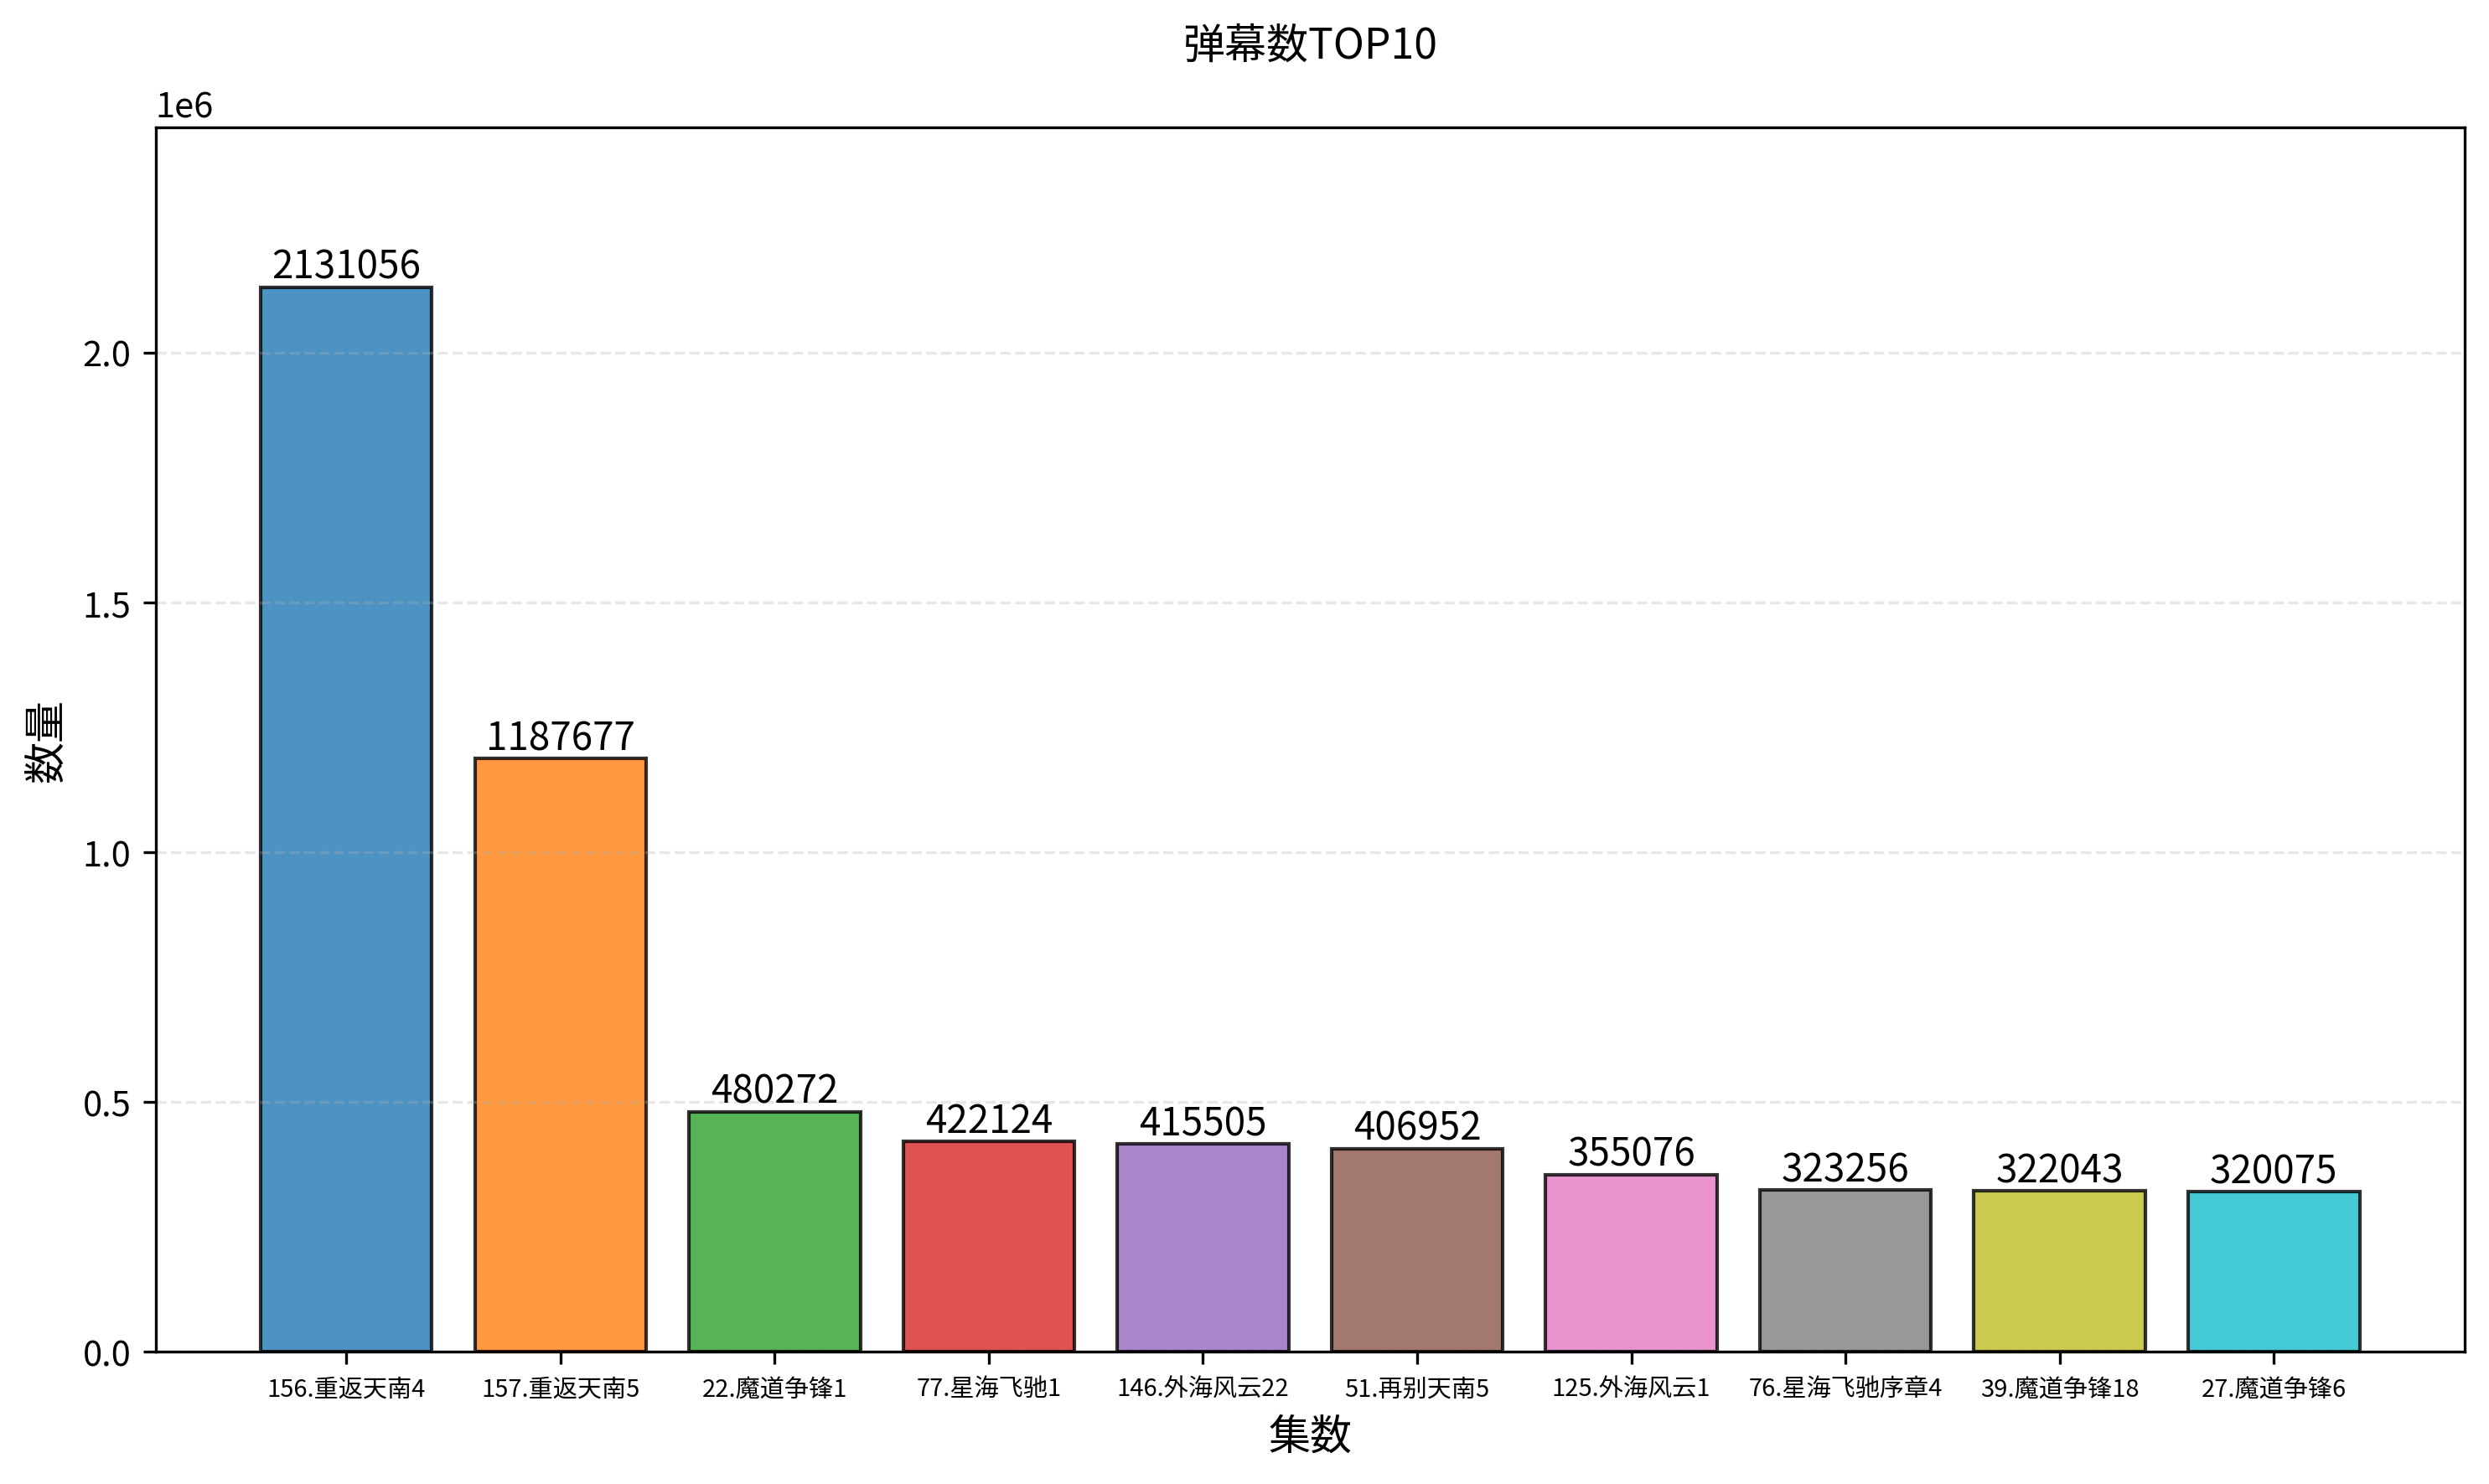 弹幕数TOP10
1e6
2.0
1.5
1.0
0.5
0.0
数量
2131056
1187677
480272
422124
415505
406952
355076
323256
322043
320075
156.重返天南4
157.重返天南5
22.魔道争锋1
77.星海飞驰1
146.外海风云22
51.再别天南5
125.外海风云1
76.星海飞驰序章4
39.魔道争锋18
27.魔道争锋6
集数